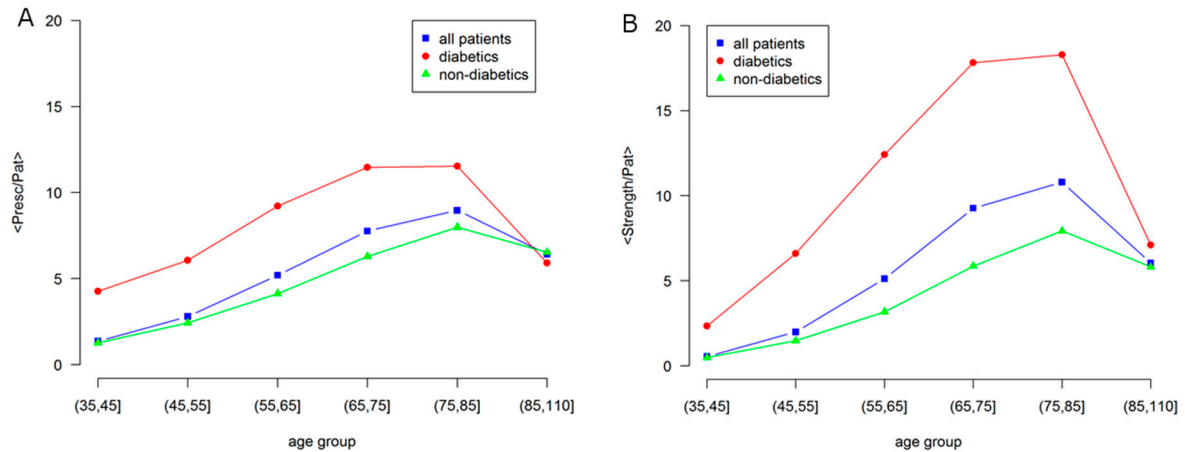 A
<Presc/Pat>
20
15
10
5
0
all patients
diabetics
non-diabetics
(35,45]
(45,55]
(55,65]
(65,75]
(75,85]
(85,110]
age group
B
<Strength/Pat>
20
15
10
5
0
all patients
diabetics
non-diabetics
(35,45]
(45,55]
(55,65]
(65,75]
(75,85]
(85,110]
age group